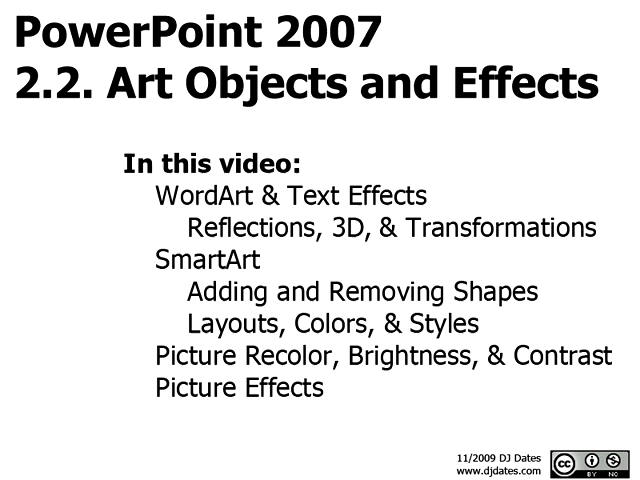 PowerPoint 2007
2.2. Art Objects and Effects
In this video:
WordArt & Text Effects
Reflections, 3D, & Transformations
SmartArt
Adding and Removing Shapes
Layouts, Colors, & Styles
Picture Recolor, Brightness, & Contrast
Picture Effects
11/2009 DJ Dates
www.djdates.com
cc
BY NC